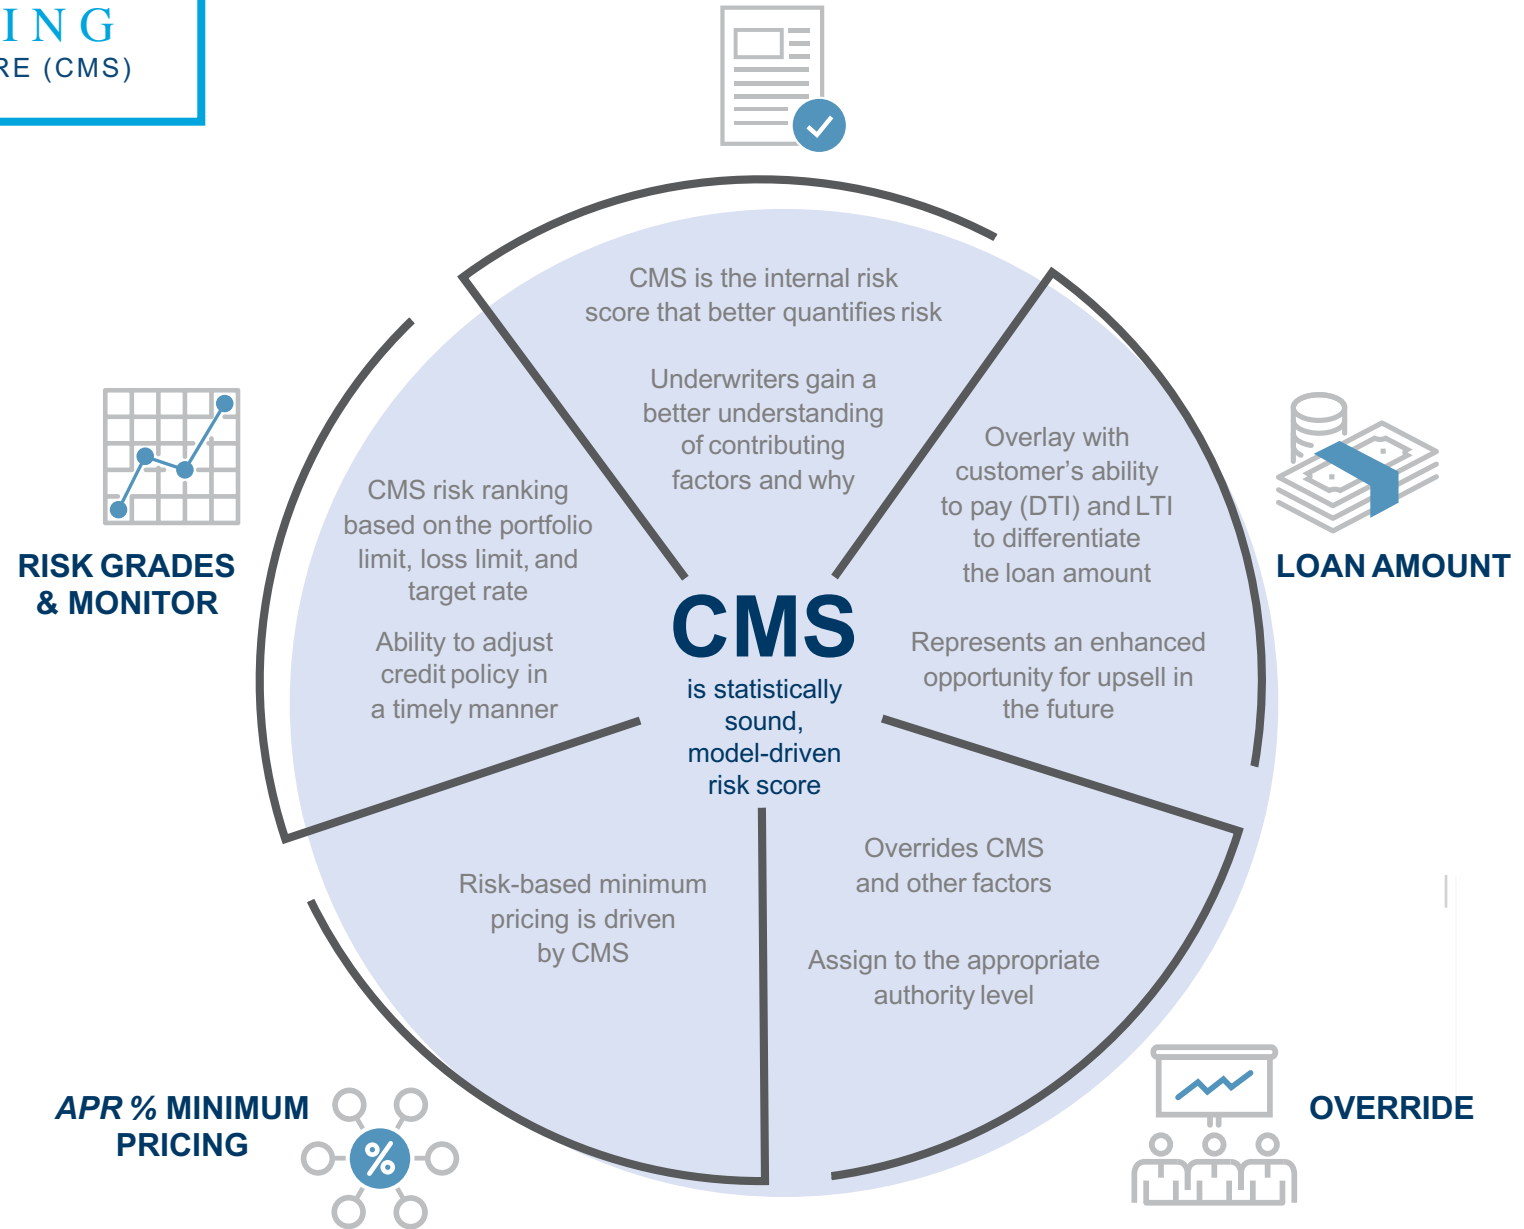 ING
RE (CMS)
CMS is the internal risk
score that better quantifies risk
Underwriters gain a
better understanding
of contributing
factors and why
Overlay with
customer’s ability
to pay (DTI) and LTI
to differentiate
the loan amount
Represents an enhanced
opportunity for upsell in
the future
LOAN AMOUNT
CMS risk ranking
based on the portfolio
limit, loss limit, and
target rate
Ability to adjust
credit policy in
a timely manner
RISK GRADES
& MONITOR
CMS
is statistically
sound,
model-driven
risk score
Overrides CMS
and other factors
Assign to the appropriate
authority level
OVERRIDE
Risk-based minimum
pricing is driven
by CMS
APR % MINIMUM
PRICING
%